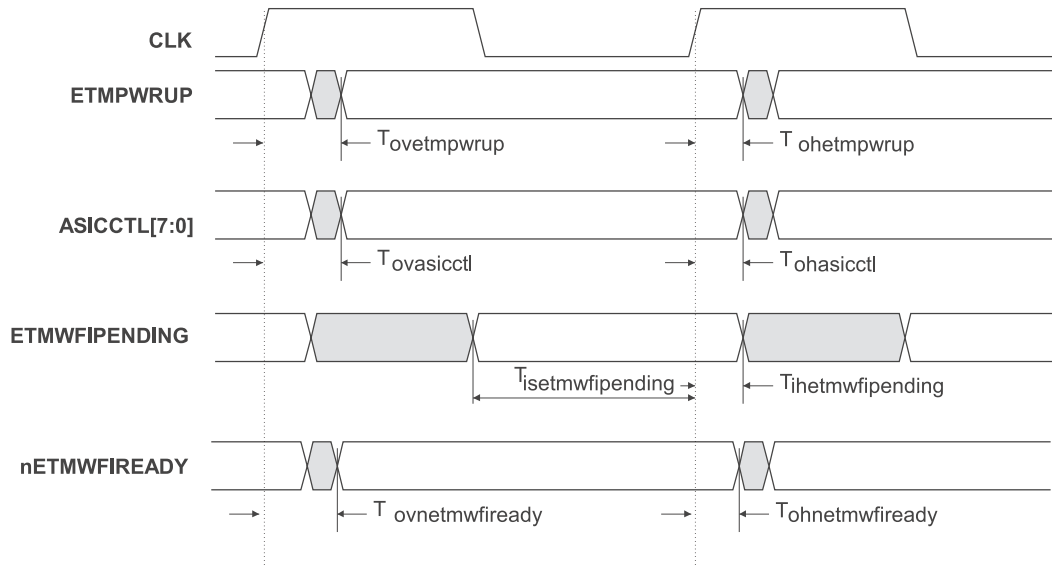 CLK
ETMPWRUP
Tovetmpwrup
T ohetmpwrup
ASICCTL[7:0]
Tovasicctl
Tohasicctl
ETMWFIPENDING
Tisetmwfipending
Tihetmwfipending
nETMWFIREADY
T ovnetmwfiready
Tohnetmwfiready